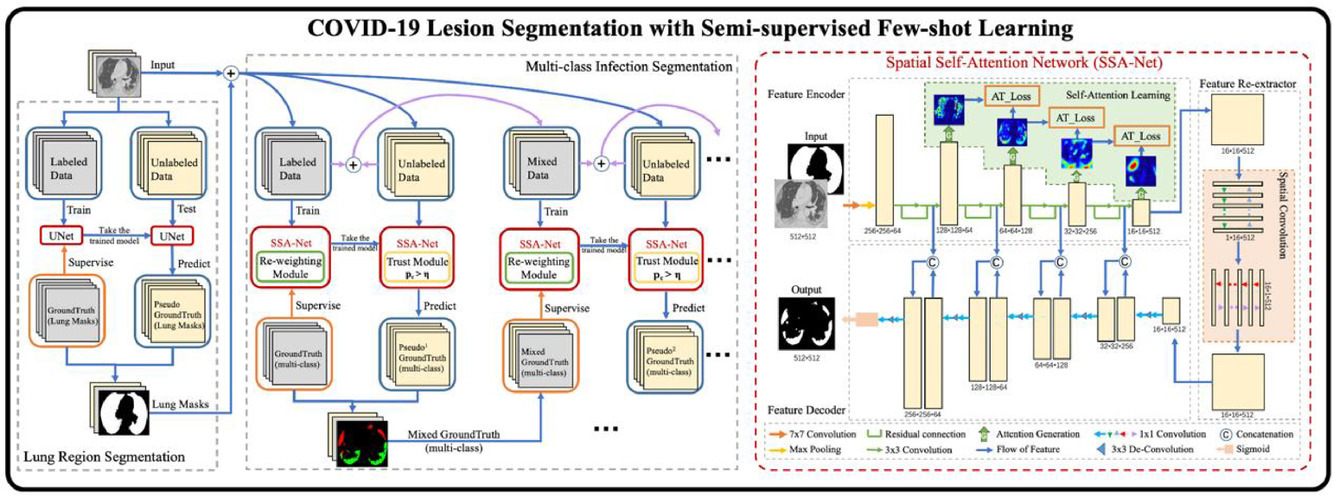 COVID-19 Lesion Segmentation with Semi-supervised Few-shot Learning
Input
Labeled
Data
Unlabeled
Data
Train
Test
UNet
Take the
trained model
UNet
Supervise
Predict
GroundTruth
(Lung Masks)
Pseudo
GroundTruth
(Lung Masks)
Lung Masks
Lung Region Segmentation
Multi-class Infection Segmentation
Labeled
Data
Unlabeled
Data
Mixed
Data
Unlabeled
Data
...
Train
Train
SSA-Net
Re-weighting
Module
Take the
trained model
SSA-Net
Trust Module
pc > η
SSA-Net
Re-weighting
Module
Take the
trained model
SSA-Net
Trust Module
pc > η
...
Supervise
Predict
Supervise
Predict
GroundTruth
(multi-class)
Pseudo1
GroundTruth
(multi-class)
Mixed
GroundTruth
(multi-class)
Pseudo2
GroundTruth
(multi-class)
...
Mixed GroundTruth
(multi-class)
...
Spatial Self-Attention Network (SSA-Net)
Feature Encoder
Input
512*512
256*256*64
128*128*64
64*64*128
32*32*256
16*16*512
AT_Loss
AT_Loss
AT_Loss
Self-Attention Learning
G
G
G
G
Feature Re-extractor
16*16*512
1*16*512
Spatial Convolution
16*1*512
16*16*512
C
C
C
C
Output
512*512
256*256*64
128*128*64
64*64*128
32*32*256
16*16*512
Feature Decoder
7x7 Convolution
Residual connection
G
Attention Generation
1x1 Convolution
C
Concatenation
Max Pooling
3x3 Convolution
Flow of Feature
3x3 De-Convolution
Sigmoid